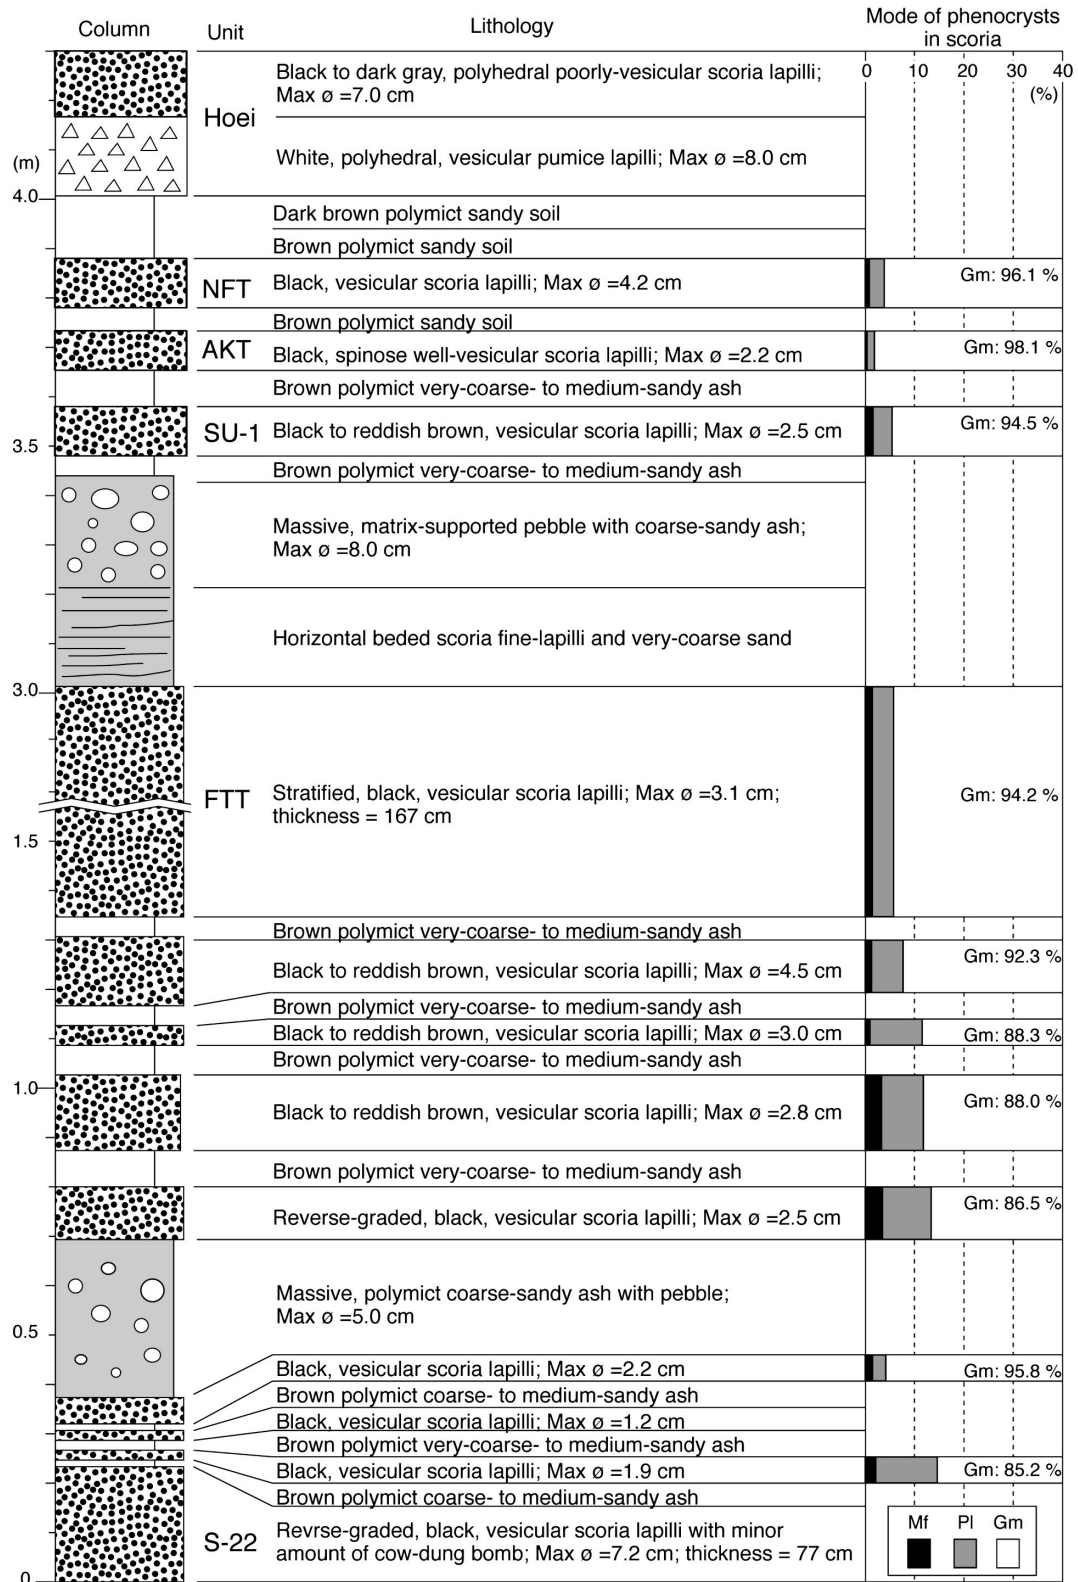 Column
Unit
Lithology
Mode of phenocrysts
in scoria
0 10 20 30 40
(%)
Black to dark gray, polyhedral poorly-vesicular scoria lapilli;
Max ø =7.0 cm
Hoei
White, polyhedral, vesicular pumice lapilli; Max ø =8.0 cm
(m)
4.0
Dark brown polymict sandy soil
Brown polymict sandy soil
NFT
Black, vesicular scoria lapilli; Max ø =4.2 cm
Gm: 96.1 %
Brown polymict sandy soil
AKT
Black, spinose well-vesicular scoria lapilli; Max ø =2.2 cm
Gm: 98.1 %
Brown polymict very-coarse- to medium-sandy ash
SU-1
Black to reddish brown, vesicular scoria lapilli; Max ø =2.5 cm
Gm: 94.5 %
3.5
Brown polymict very-coarse- to medium-sandy ash
Massive, matrix-supported pebble with coarse-sandy ash;
Max ø =8.0 cm
Horizontal beded scoria fine-lapilli and very-coarse sand
3.0
FTT
Stratified, black, vesicular scoria lapilli; Max ø =3.1 cm;
thickness = 167 cm
Gm: 94.2 %
1.5
Brown polymict very-coarse- to medium-sandy ash
Black to reddish brown, vesicular scoria lapilli; Max ø =4.5 cm
Gm: 92.3 %
Brown polymict very-coarse- to medium-sandy ash
Black to reddish brown, vesicular scoria lapilli; Max ø =3.0 cm
Gm: 88.3 %
Brown polymict very-coarse- to medium-sandy ash
1.0
Black to reddish brown, vesicular scoria lapilli; Max ø =2.8 cm
Gm: 88.0 %
Brown polymict very-coarse- to medium-sandy ash
Reverse-graded, black, vesicular scoria lapilli; Max ø =2.5 cm
Gm: 86.5 %
Massive, polymict coarse-sandy ash with pebble;
Max ø =5.0 cm
0.5
Black, vesicular scoria lapilli; Max ø =2.2 cm
Gm: 95.8 %
Brown polymict coarse- to medium-sandy ash
Black, vesicular scoria lapilli; Max ø =1.2 cm
Brown polymict very-coarse- to medium-sandy ash
Black, vesicular scoria lapilli; Max ø =1.9 cm
Gm: 85.2 %
Brown polymict coarse- to medium-sandy ash
S-22
Revrse-graded, black, vesicular scoria lapilli with minor
amount of cow-dung bomb; Max ø =7.2 cm; thickness = 77 cm
Mf Pl Gm
0